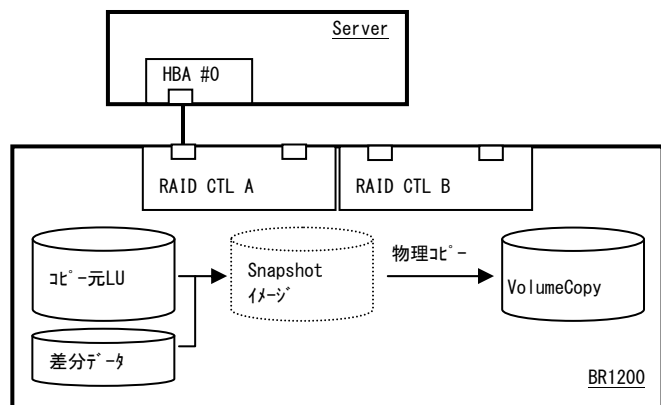 Server
HBA #0
RAID CTL A
RAID CTL B
ｺﾋﾟｰ元LU
Snapshot
ｲﾒｰｼﾞ
物理ｺﾋﾟｰ
VolumeCopy
差分ﾃﾞｰﾀ
BR1200